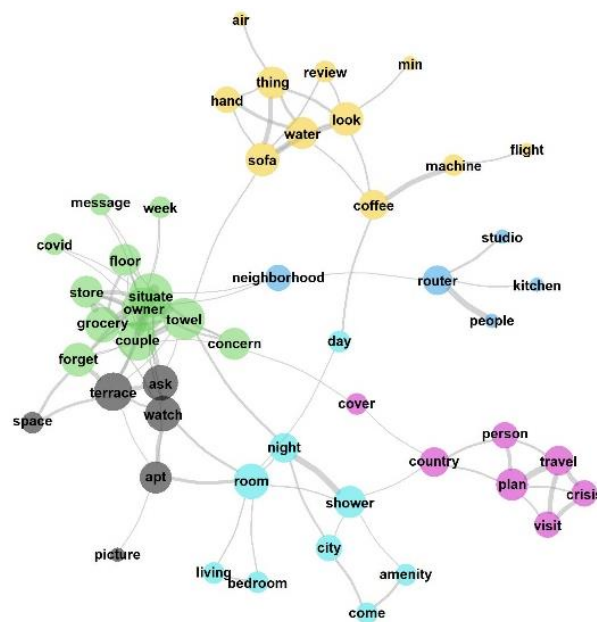 air
thing
review
min
hand
look
water
sofa
machine
flight
coffee
message
week
covid
floor
studio
neighborhood
router
store
situate
kitchen
owner
grocery
towel
people
couple
concern
day
forget
ask
terrace
cover
watch
space
person
night
country
travel
apt
room
plan
crisis
shower
visit
city
picture
living
bedroom
amenity
come